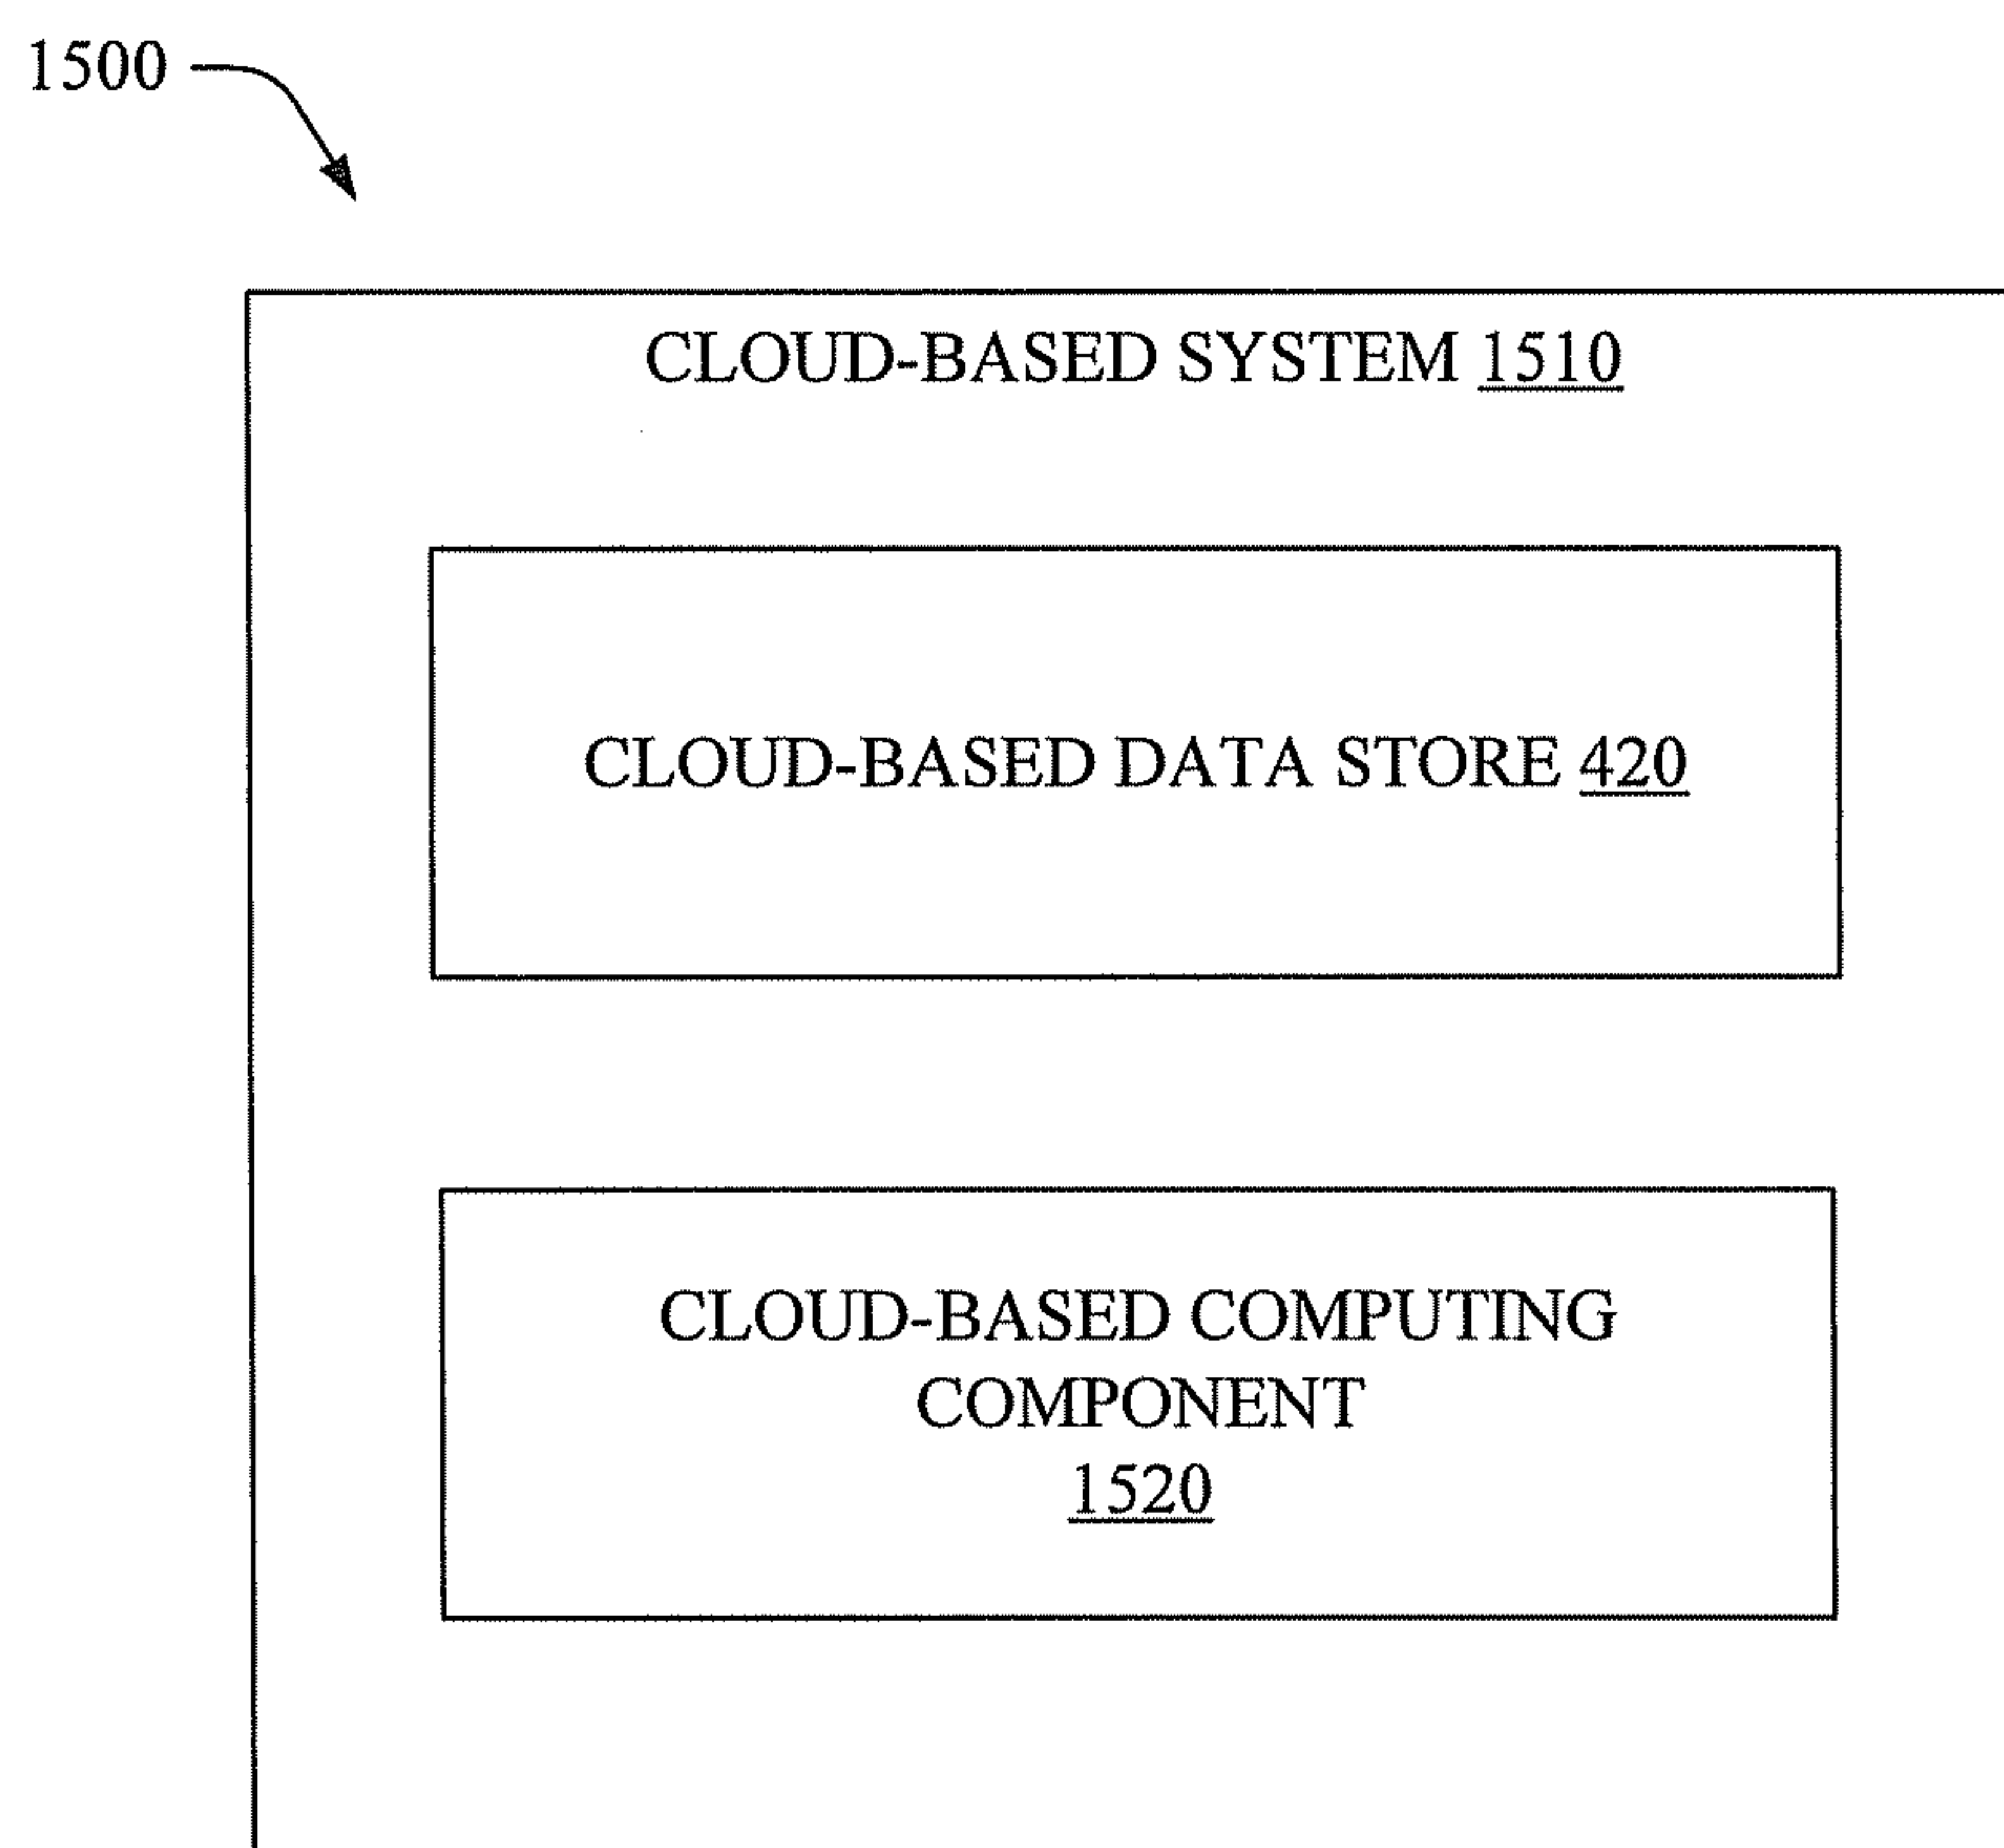 1500
CLOUD-BASED SYSTEM 1510
CLOUD-BASED DATA STORE 420
CLOUD-BASED COMPUTING
COMPONENT
1520